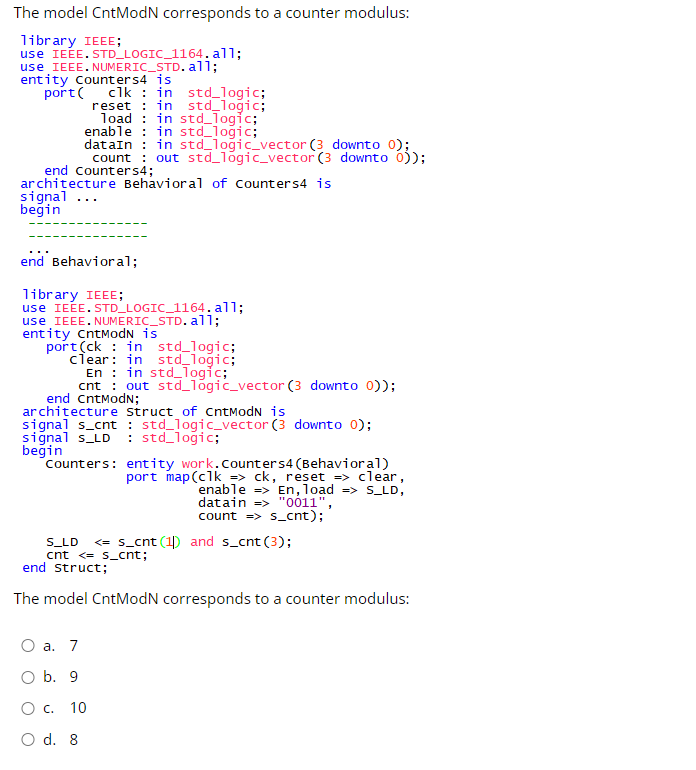 The model CntModN corresponds to a counter modulus:
library IEEE;
use IEEE.STD_LOGIC_1164.all;
use IEEE.NUMERIC_STD.all;
entity Counters4 is
port( clk : in std_logic;
reset : in std_logic;
load : in std_logic;
enable : in std_logic;
dataIn : in std_logic_vector(3 downto 0);
count : out std_logic_vector(3 downto 0));
end Counters4;
architecture Behavioral of Counters4 is
signal ...
begin
---------------
---------------
...
end Behavioral;
library IEEE;
use IEEE.STD_LOGIC_1164.all;
use IEEE.NUMERIC_STD.all;
entity CntModN is
port(ck : in std_logic;
Clear: in std_logic;
En : in std_logic;
cnt : out std_logic_vector(3 downto 0));
end CntModN;
architecture Struct of CntModN is
signal s_cnt : std_logic_vector(3 downto 0);
signal s_LD : std_logic;
begin
Counters: entity work.Counters4(Behavioral)
port map(clk => ck, reset => clear,
enable => En,load => S_LD,
datain => "0011",
count => s_cnt);
S_LD <= s_cnt(1) and s_cnt(3);
cnt <= s_cnt;
end Struct;
The model CntModN corresponds to a counter modulus:
a. 7
b. 9
c. 10
d. 8